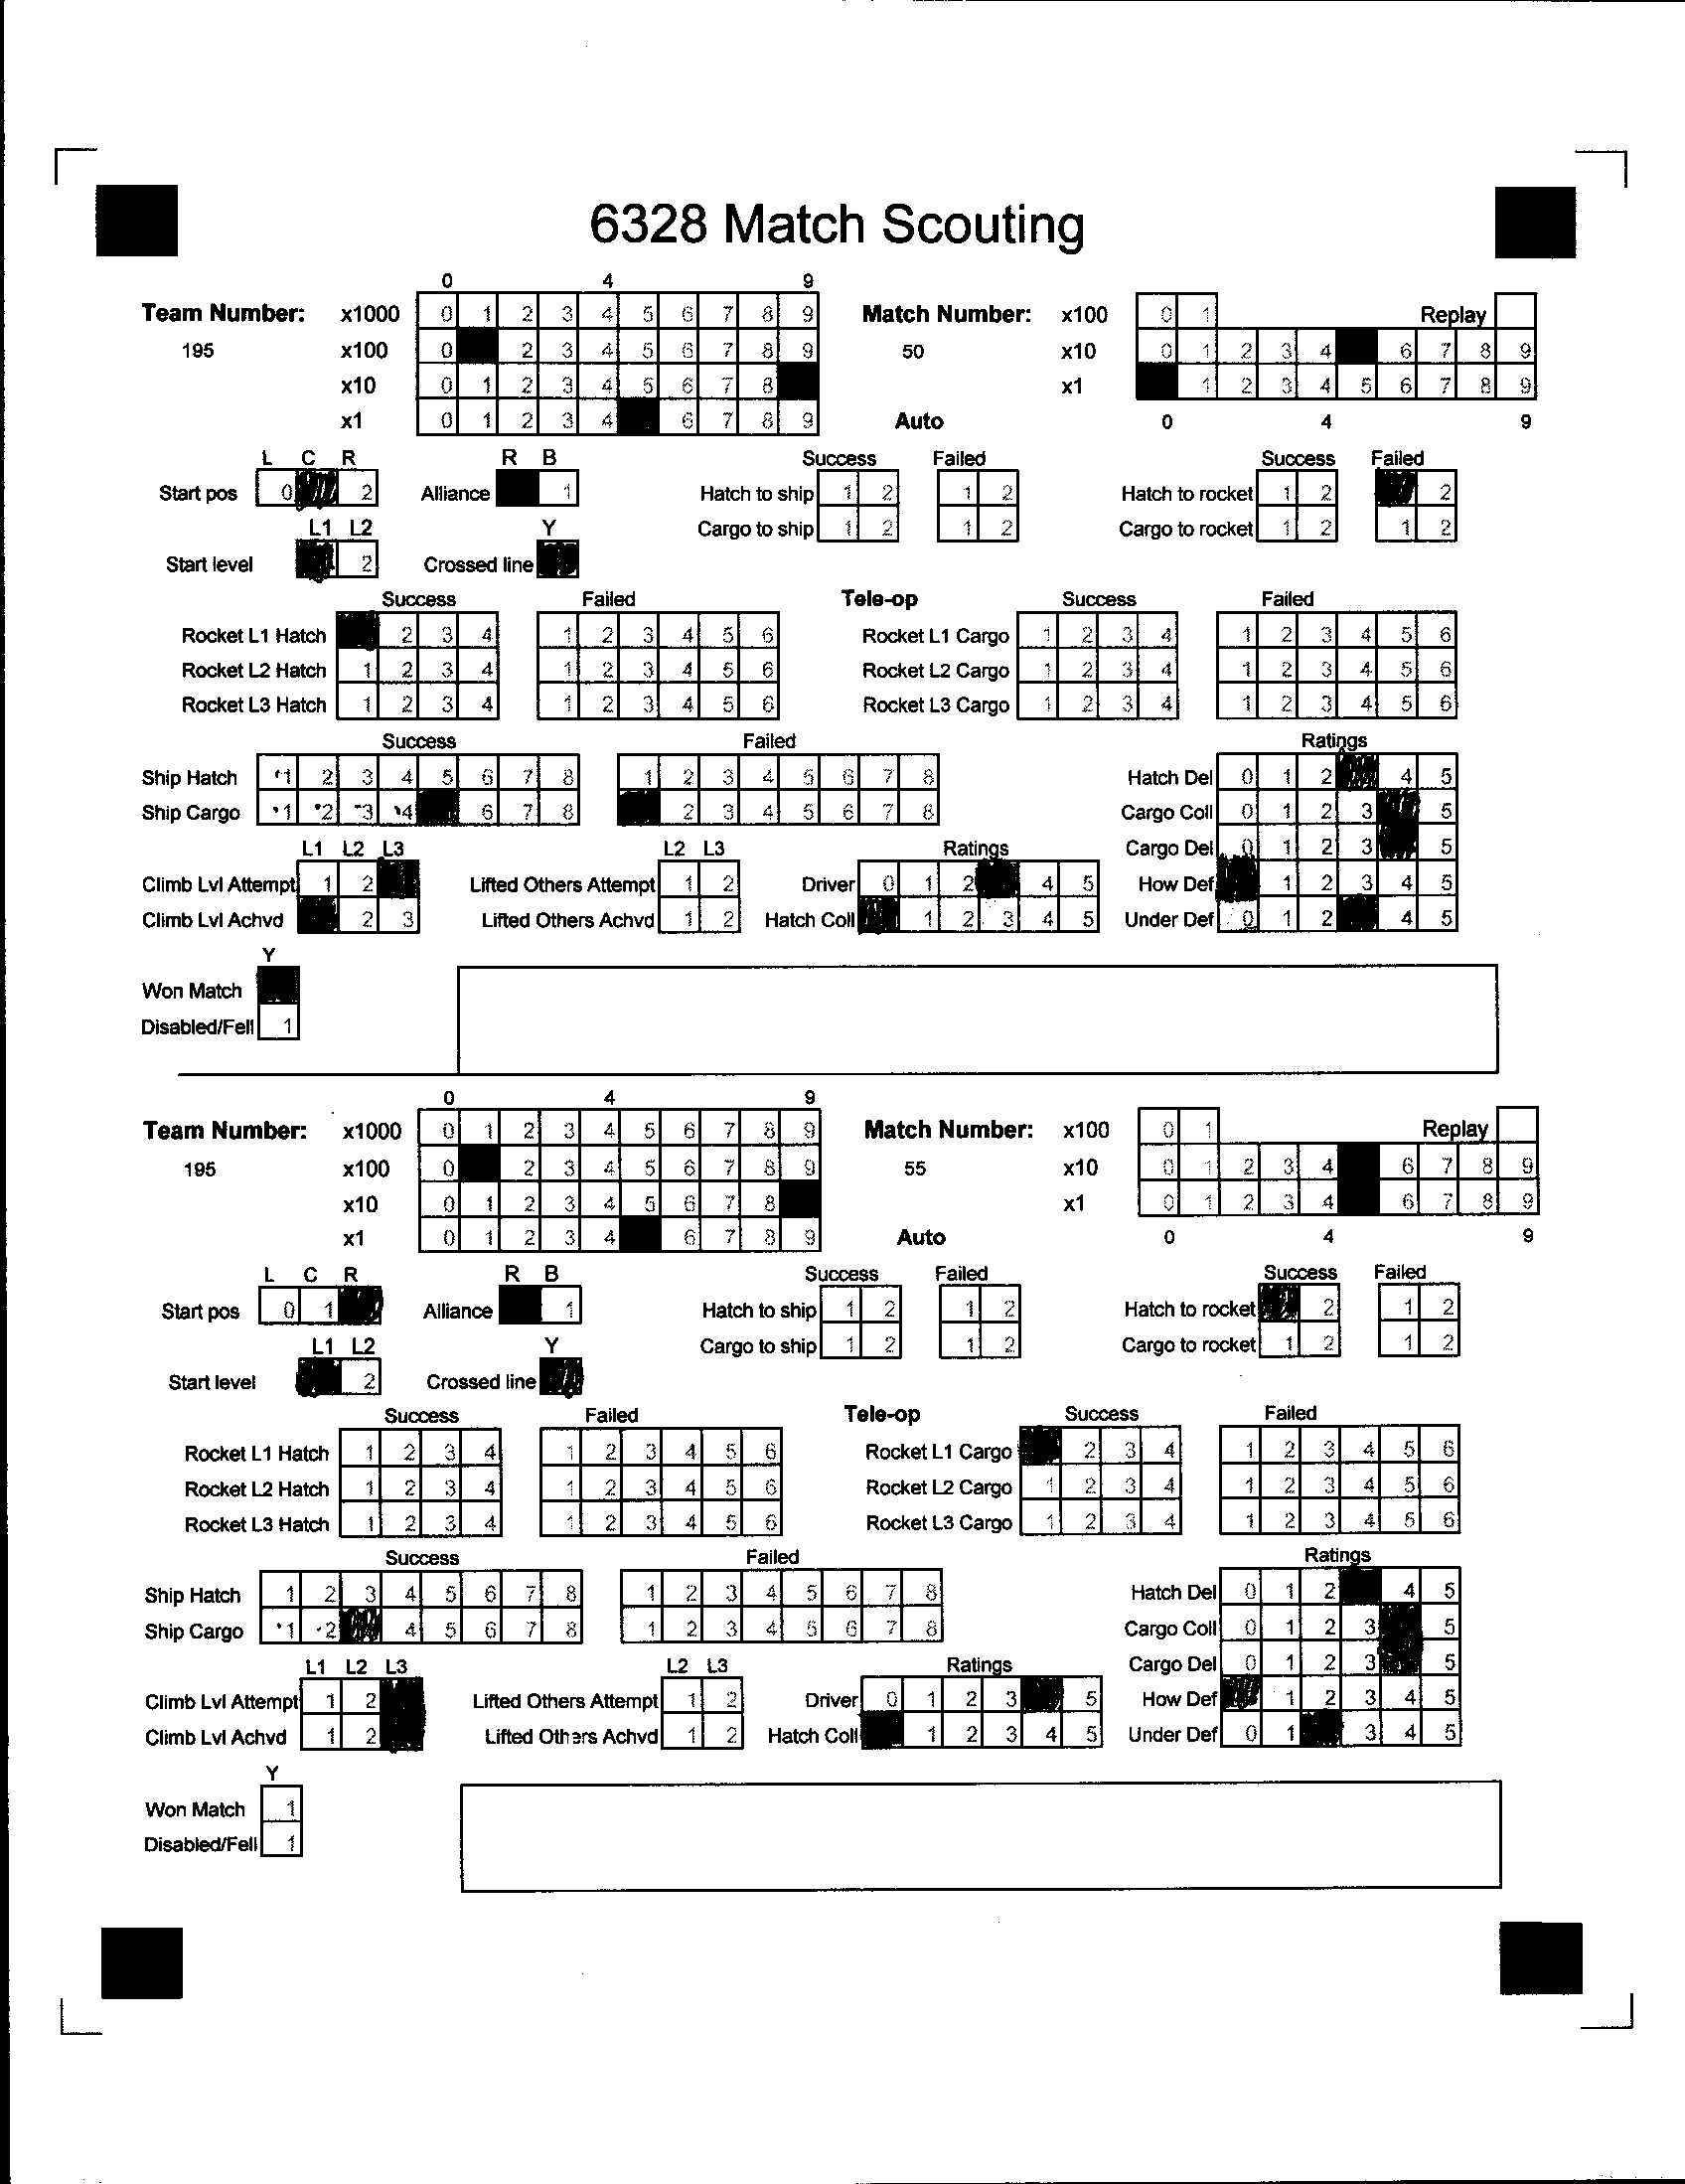 6328 Match Scouting
0 4 9
Team Number: x1000 0 1 2 3 4 5 6 7 8 9 Match Number: x100 0 1 Replay
195 x100 0 2 3 4 5 6 7 8 9 50 x10 0 1 2 3 4 6 7 8 9
x10 0 1 2 3 4 5 6 7 8 x1 1 2 3 4 5 6 7 8 9
x1 0 1 2 3 4 6 7 8 9 Auto 0 4 9
L C R R B Success Failed Success Failed
Start pos 0 2 Alliance 1 Hatch to ship 1 2 1 2 Hatch to rocket 1 2 2
L1 L2 Y Cargo to ship 1 2 1 2 Cargo to rocket 1 2 1 2
Start level 2 Crossed line
Success Failed Tele-op Success Failed
Rocket L1 Hatch 2 3 4 1 2 3 4 5 6 Rocket L1 Cargo 1 2 3 4 1 2 3 4 5 6
Rocket L2 Hatch 1 2 3 4 1 2 3 4 5 6 Rocket L2 Cargo 1 2 3 4 1 2 3 4 5 6
Rocket L3 Hatch 1 2 3 4 1 2 3 4 5 6 Rocket L3 Cargo 1 2 3 4 1 2 3 4 5 6
Success Failed Ratings
Ship Hatch 1 2 3 4 5 6 7 8 1 2 3 4 5 6 7 8 Hatch Del 0 1 2 4 5
Ship Cargo 1 2 3 4 6 7 8 2 3 4 5 6 7 8 Cargo Coll 0 1 2 3 5
L1 L2 L3 L2 L3 Ratings Cargo Del 0 1 2 3 5
Climb Lvl Attempt 1 2 Lifted Others Attempt 1 2 Driver 0 1 2 4 5 How Def 1 2 3 4 5
Climb Lvl Achvd 2 3 Lifted Others Achvd 1 2 Hatch Coll 1 2 3 4 5 Under Def 0 1 2 4 5
Y
Won Match
Disabled/Fell 1
0 4 9
Team Number: x1000 0 1 2 3 4 5 6 7 8 9 Match Number: x100 0 1 Replay
195 x100 0 2 3 4 5 6 7 8 9 55 x10 0 1 2 3 4 6 7 8 9
x10 0 1 2 3 4 5 6 7 8 x1 0 1 2 3 4 6 7 8 9
x1 0 1 2 3 4 6 7 8 9 Auto 0 4 9
L C R R B Success Failed Success Failed
Start pos 0 1 Alliance 1 Hatch to ship 1 2 1 2 Hatch to rocket 2 1 2
L1 L2 Y Cargo to ship 1 2 1 2 Cargo to rocket 1 2 1 2
Start level 2 Crossed line
Success Failed Tele-op Success Failed
Rocket L1 Hatch 1 2 3 4 1 2 3 4 5 6 Rocket L1 Cargo 2 3 4 1 2 3 4 5 6
Rocket L2 Hatch 1 2 3 4 1 2 3 4 5 6 Rocket L2 Cargo 1 2 3 4 1 2 3 4 5 6
Rocket L3 Hatch 1 2 3 4 1 2 3 4 5 6 Rocket L3 Cargo 1 2 3 4 1 2 3 4 5 6
Success Failed Ratings
Ship Hatch 1 2 3 4 5 6 7 8 1 2 3 4 5 6 7 8 Hatch Del 0 1 2 4 5
Ship Cargo 1 2 4 5 6 7 8 1 2 3 4 5 6 7 8 Cargo Coll 0 1 2 3 5
L1 L2 L3 L2 L3 Ratings Cargo Del 0 1 2 3 5
Climb Lvl Attempt 1 2 Lifted Others Attempt 1 2 Driver 0 1 2 3 5 How Def 1 2 3 4 5
Climb Lvl Achvd 1 2 Lifted Others Achvd 1 2 Hatch Coll 1 2 3 4 5 Under Def 0 1 3 4 5
Y
Won Match 1
Disabled/Fell 1